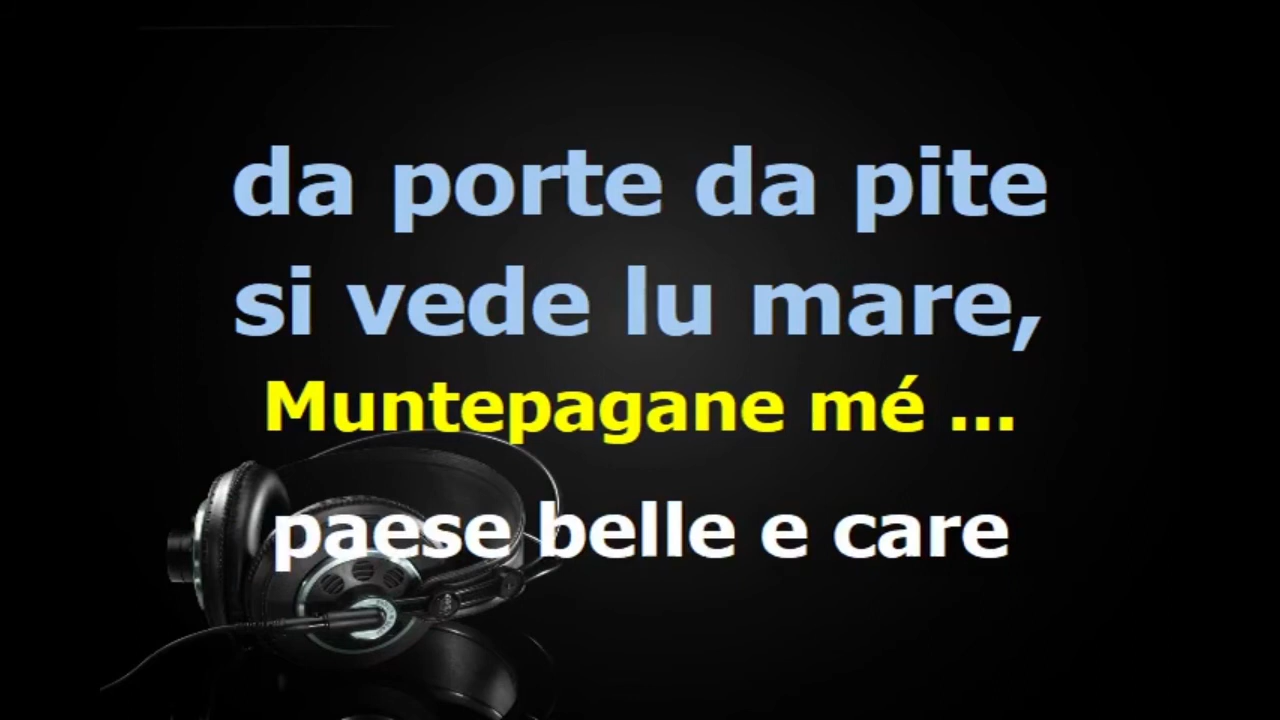 da porte da pite
si vede lu mare,
Muntepagane mé ...
paese belle e care